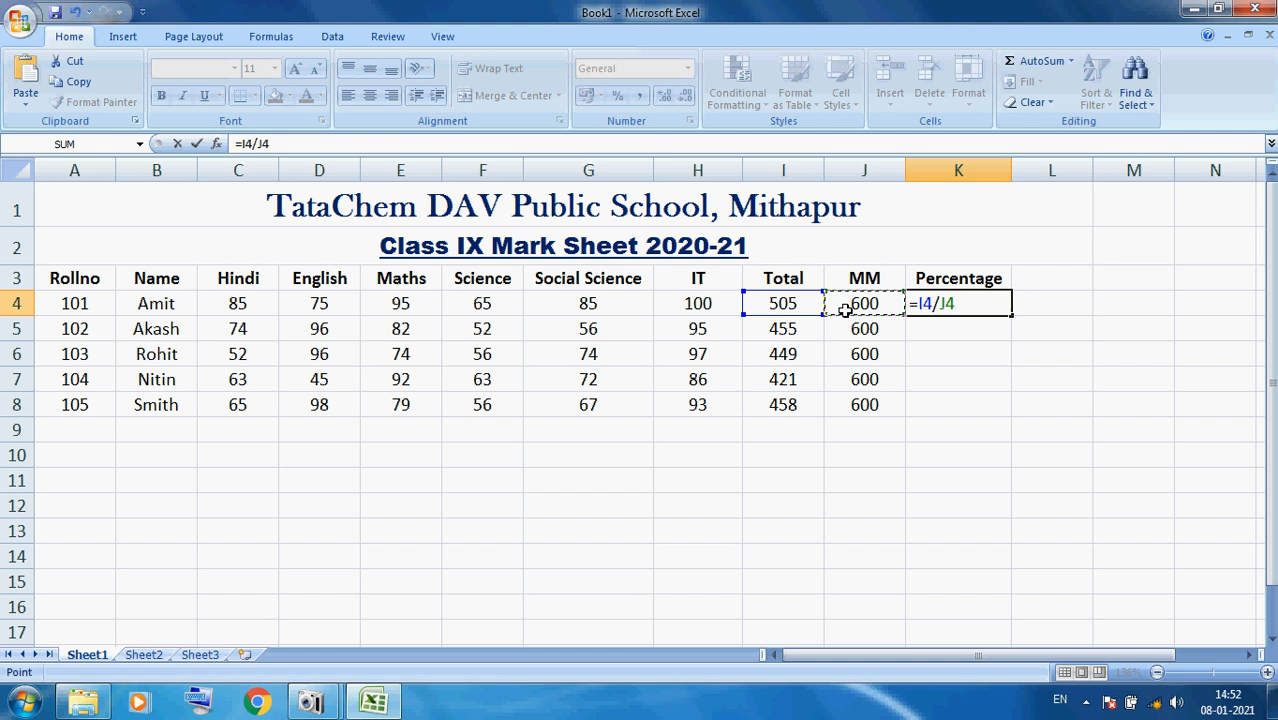 Book1 - Microsoft Excel
Home Insert Page Layout Formulas Data Review View
Paste Cut Copy Format Painter
11
Wrap Text
Merge & Center
General
Conditional Formatting Format as Table Cell Styles
Insert Delete Format
AutoSum Fill Clear
Sort & Filter Find & Select
Clipboard Font Alignment Number Styles Cells Editing
SUM =I4/J4
A B C D E F G H I J K L M N
1 TataChem DAV Public School, Mithapur
2 Class IX Mark Sheet 2020-21
3 Rollno Name Hindi English Maths Science Social Science IT Total MM Percentage
4 101 Amit 85 75 95 65 85 100 505 600 =I4/J4
5 102 Akash 74 96 82 52 56 95 455 600
6 103 Rohit 52 96 74 56 74 97 449 600
7 104 Nitin 63 45 92 63 72 86 421 600
8 105 Smith 65 98 79 56 67 93 458 600
9
10
11
12
13
14
15
16
17
Sheet1 Sheet2 Sheet3
Point
EN 14:52
08-01-2021